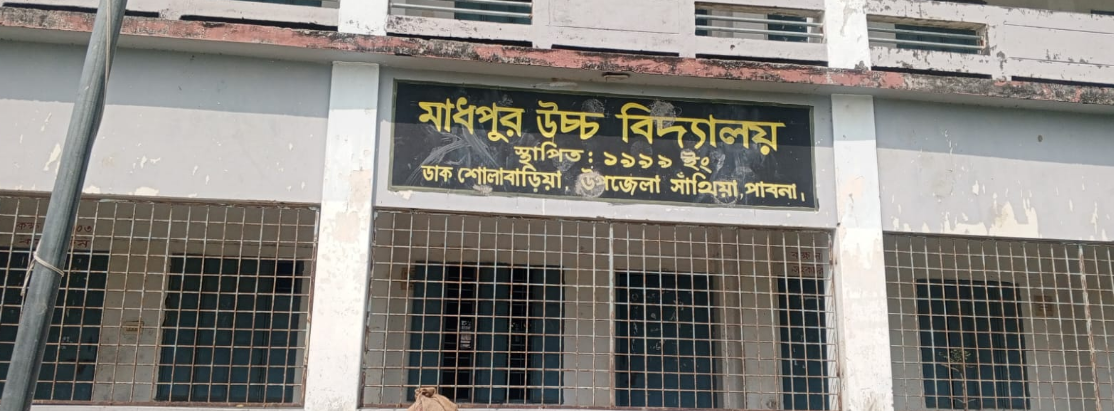 মাধপুর উচ্চ বিদ্যালয়
স্থাপিত : ১৯৯৯ ইং
ডাক শোলাবাড়িয়া, উপজেলা সাঁথিয়া, পাবনা।